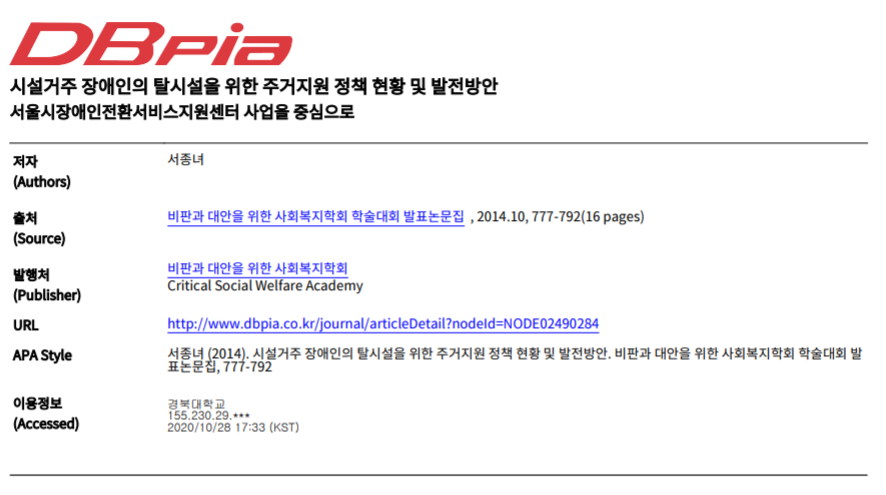 DBpia
시설거주 장애인의 탈시설을 위한 주거지원 정책 현황 및 발전방안
서울시장애인전환서비스지원센터 사업을 중심으로
저자
(Authors)
서종녀
출처
(Source)
비판과 대안을 위한 사회복지학회 학술대회 발표논문집 , 2014.10, 777-792(16 pages)
발행처
(Publisher)
비판과 대안을 위한 사회복지학회
Critical Social Welfare Academy
URL
http://www.dbpia.co.kr/journal/articleDetail?nodeId=NODE02490284
APA Style
서종녀 (2014). 시설거주 장애인의 탈시설을 위한 주거지원 정책 현황 및 발전방안. 비판과 대안을 위한 사회복지학회 학술대회 발
표논문집, 777-792
이용정보
(Accessed)
경북대학교
155.230.29.***
2020/10/28 17:33 (KST)